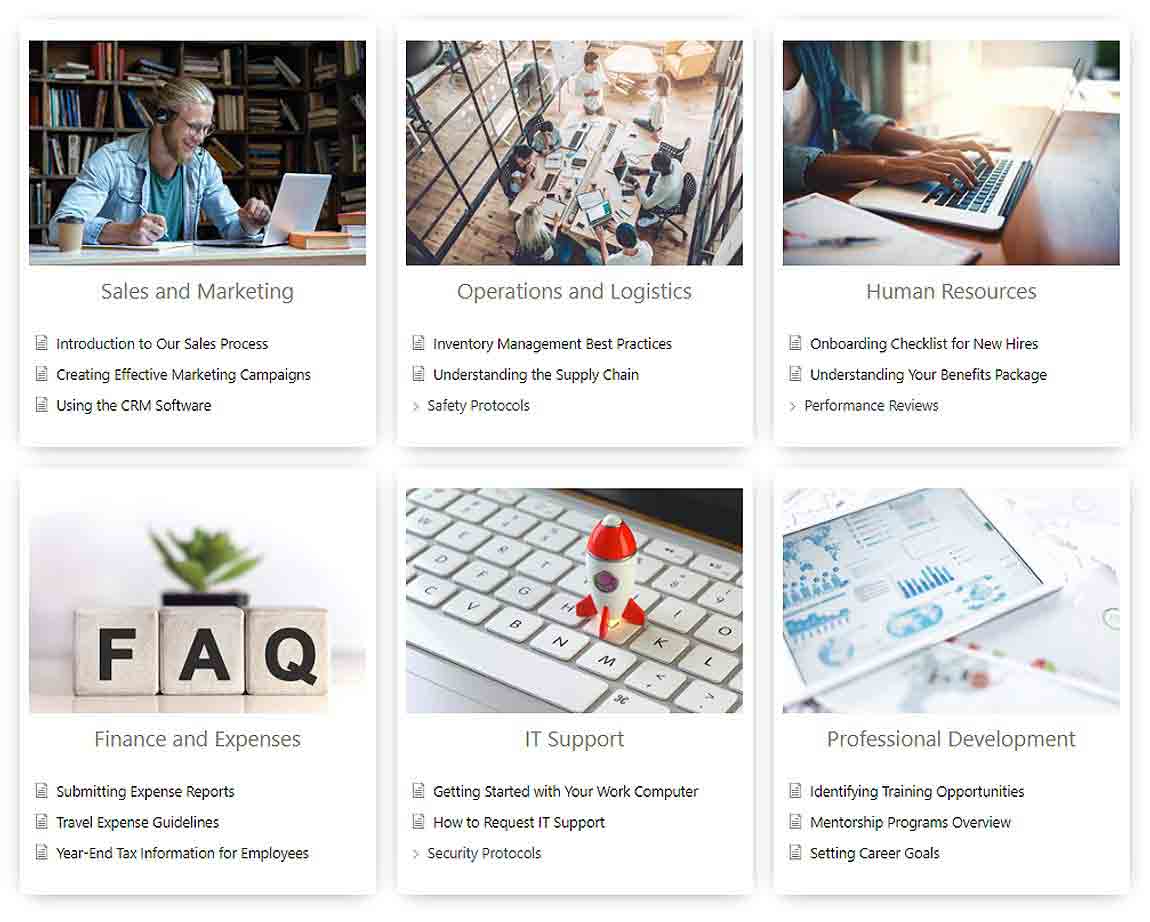 Sales and Marketing
Introduction to Our Sales Process
Creating Effective Marketing Campaigns
Using the CRM Software
Operations and Logistics
Inventory Management Best Practices
Understanding the Supply Chain
Safety Protocols
Human Resources
Onboarding Checklist for New Hires
Understanding Your Benefits Package
Performance Reviews
FAQ
Finance and Expenses
Submitting Expense Reports
Travel Expense Guidelines
Year-End Tax Information for Employees
IT Support
Getting Started with Your Work Computer
How to Request IT Support
Security Protocols
Professional Development
Identifying Training Opportunities
Mentorship Programs Overview
Setting Career Goals